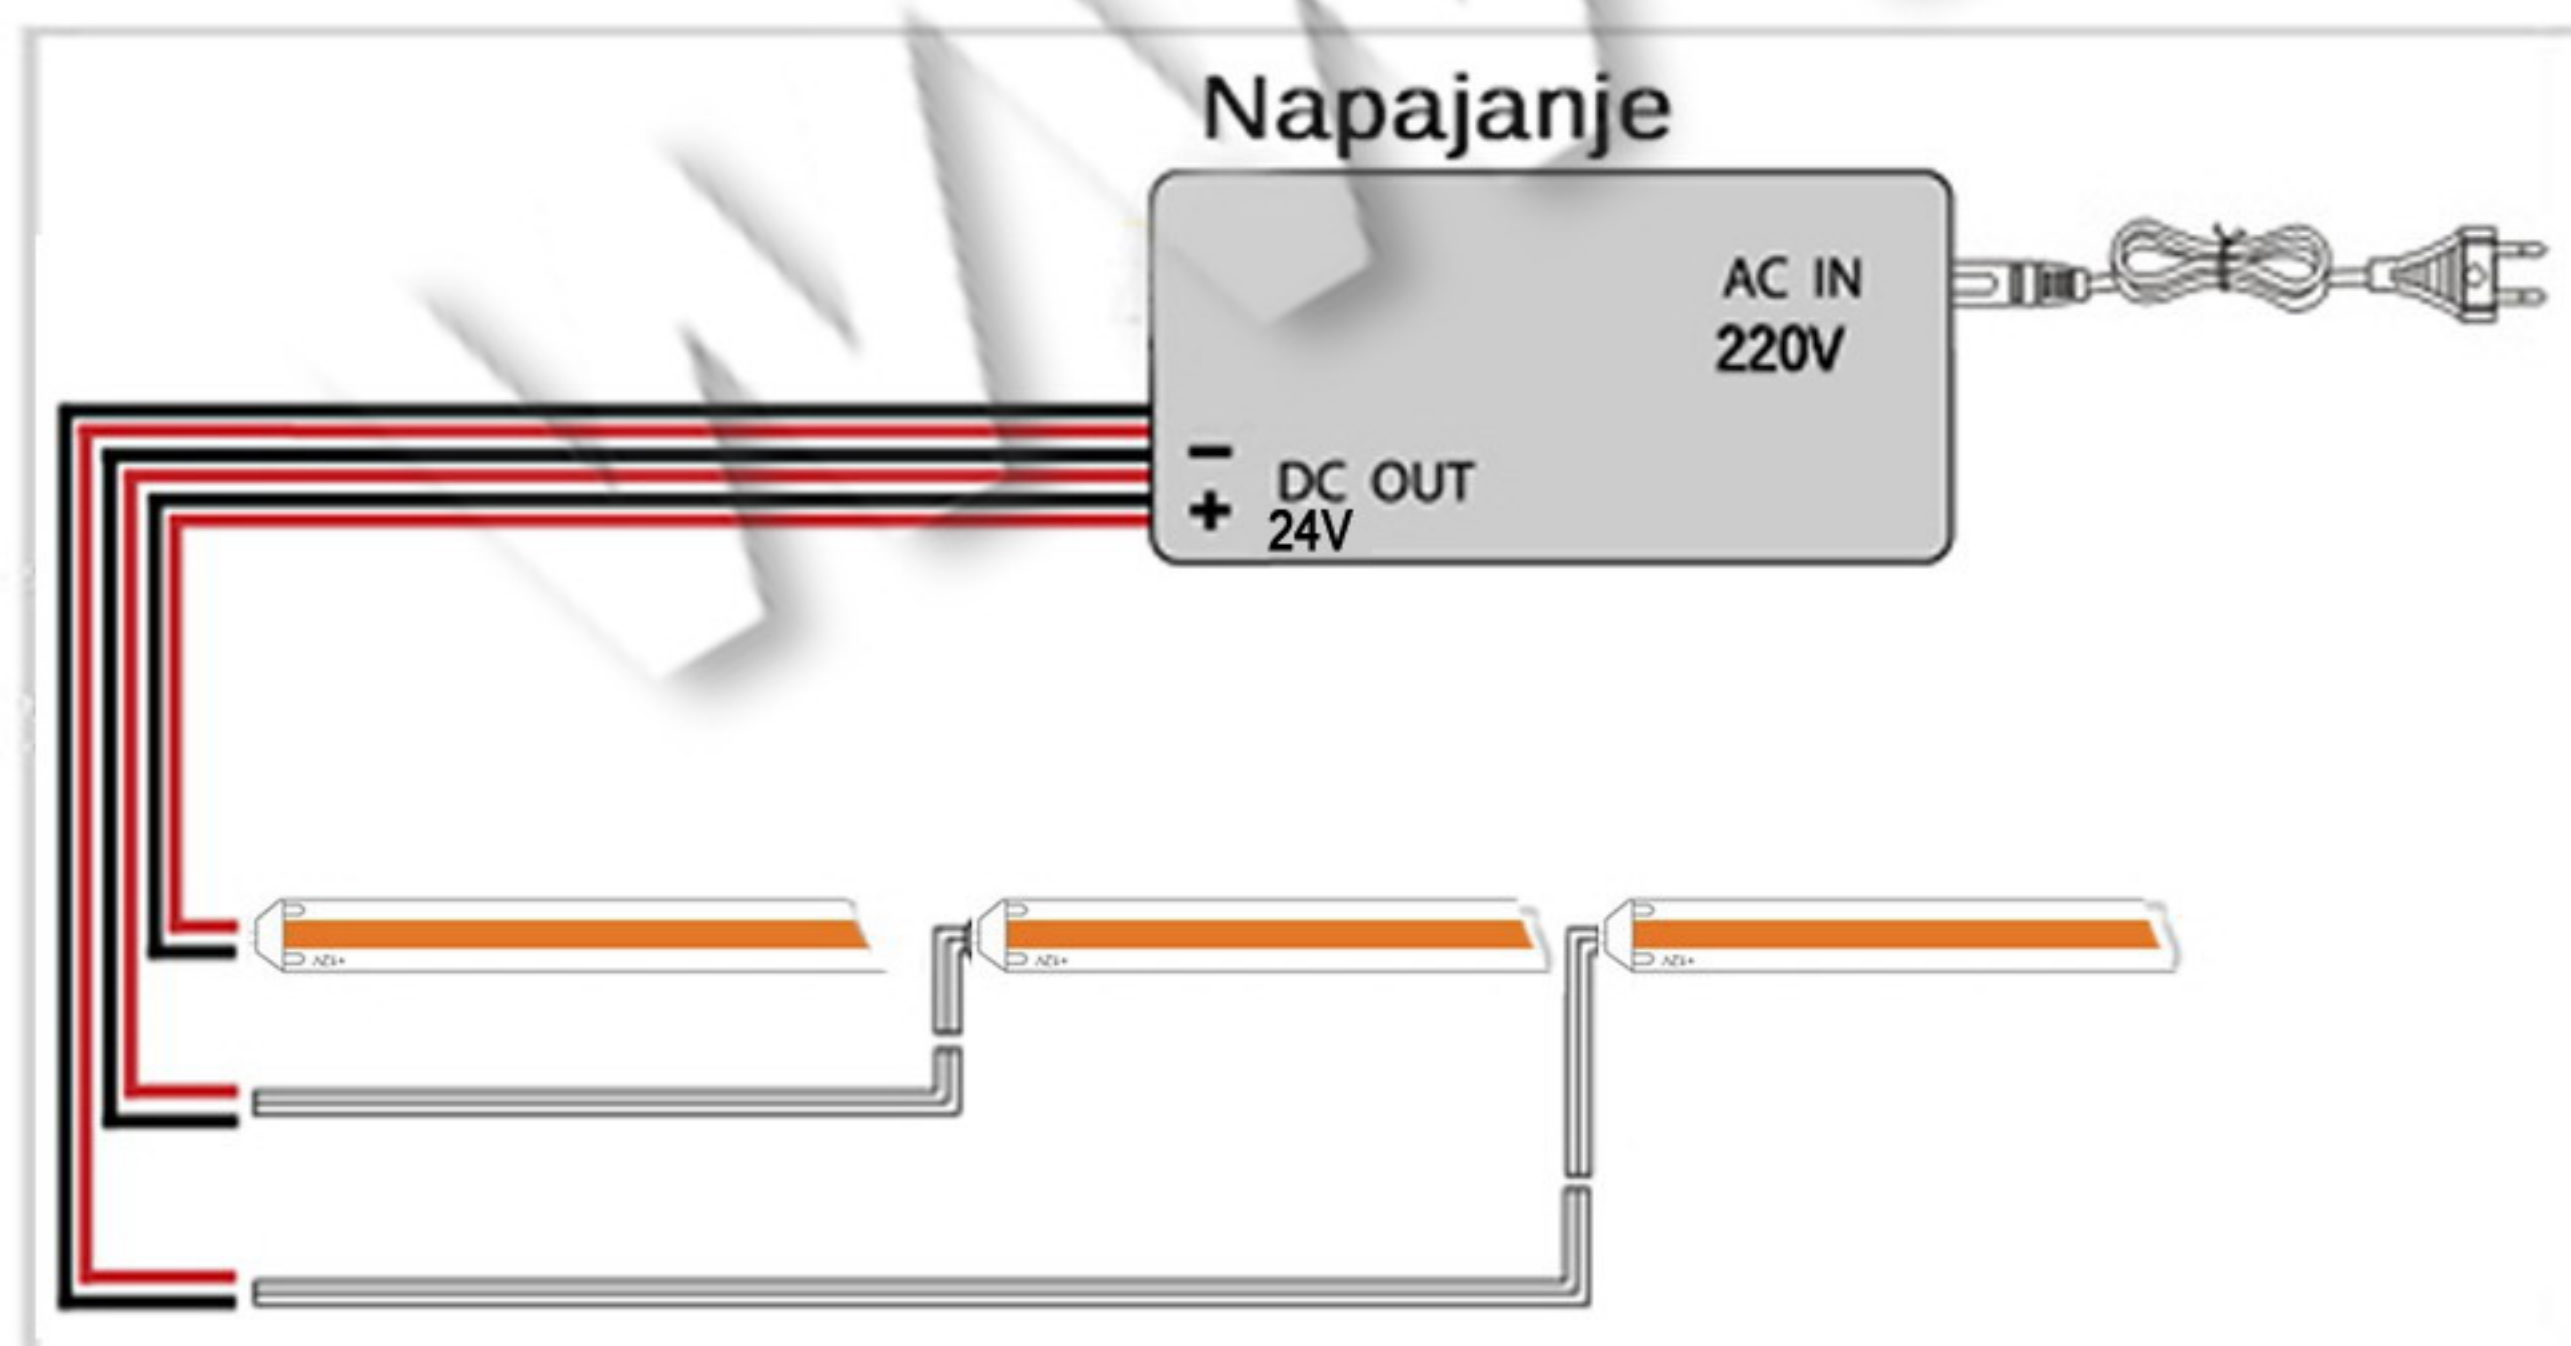 Napajanje
AC IN
220V
− DC OUT
+ 24V